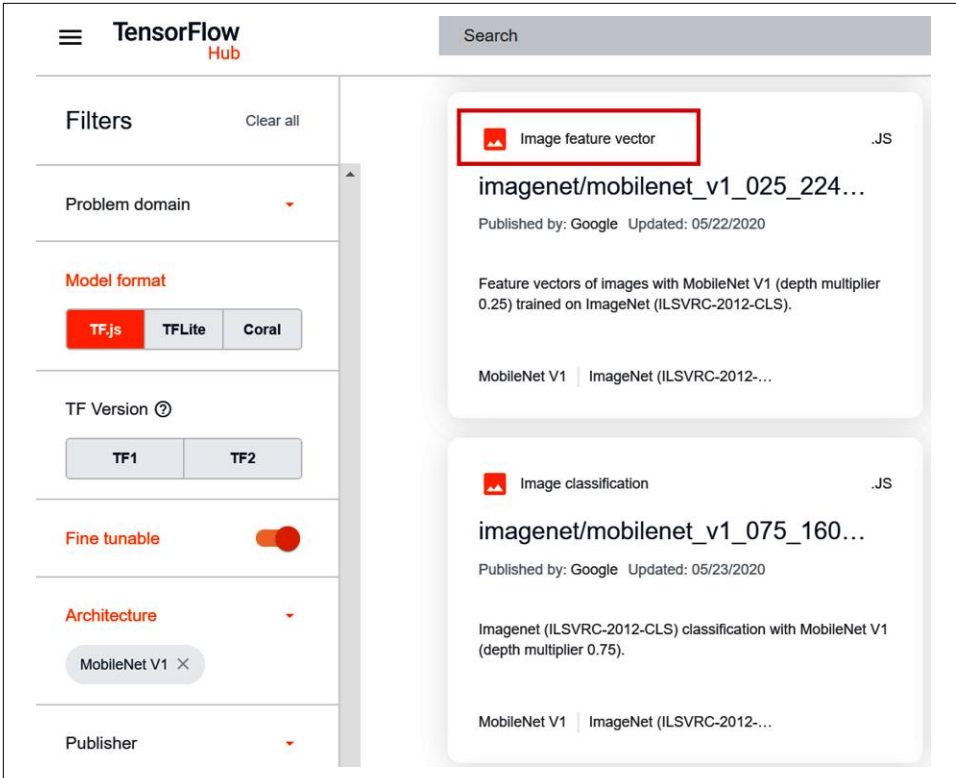 TensorFlow
Hub
Search
Filters
Clear all
Problem domain
Model format
TF.js TFLite Coral
TF Version ?
TF1 TF2
Fine tunable
Architecture
MobileNet V1 ×
Publisher
Image feature vector .JS
imagenet/mobilenet_v1_025_224...
Published by: Google Updated: 05/22/2020
Feature vectors of images with MobileNet V1 (depth multiplier
0.25) trained on ImageNet (ILSVRC-2012-CLS).
MobileNet V1 ImageNet (ILSVRC-2012-...
Image classification .JS
imagenet/mobilenet_v1_075_160...
Published by: Google Updated: 05/23/2020
Imagenet (ILSVRC-2012-CLS) classification with MobileNet V1
(depth multiplier 0.75).
MobileNet V1 ImageNet (ILSVRC-2012-...